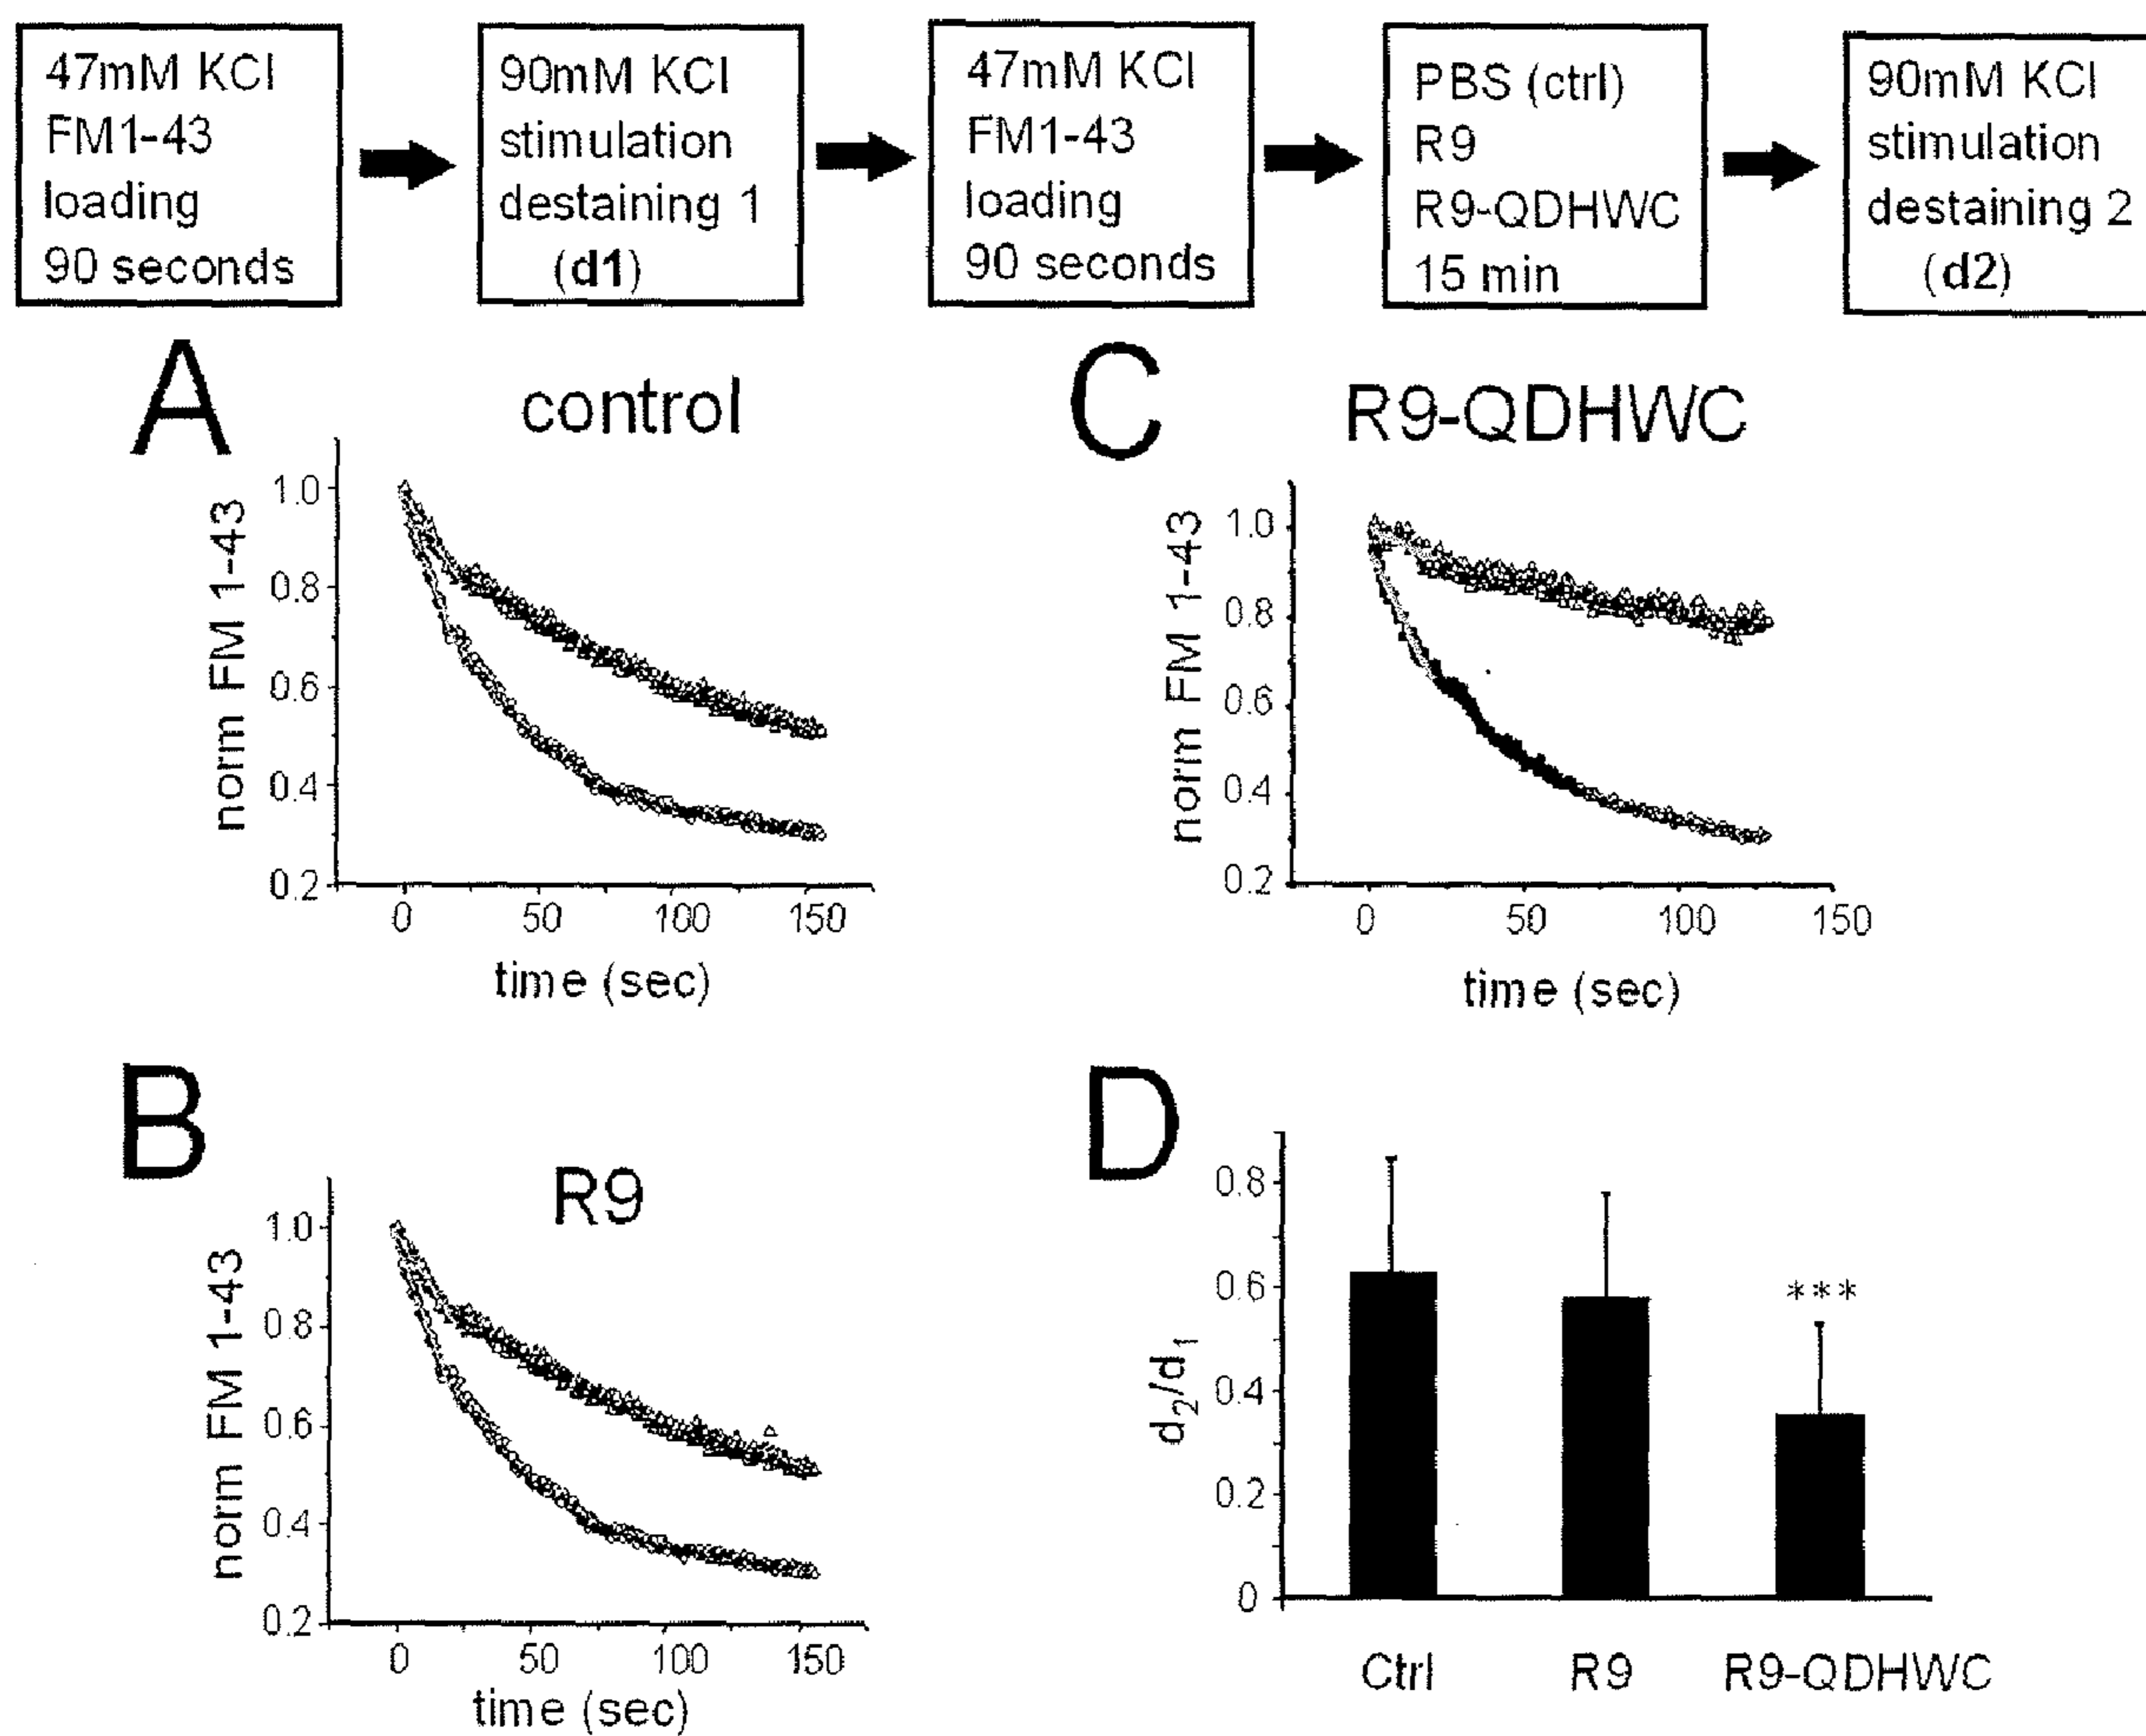 47mM KCl
FM1-43
loading
90 seconds
90mM KCl
stimulation
destaining 1
(d1)
47mM KCl
FM1-43
loading
90 seconds
PBS (ctrl)
R9
R9-QDHWC
15 min
90mM KCl
stimulation
destaining 2
(d2)
A
control
norm FM 1-43
1.0
0.8
0.6
0.4
0.2
0 50 100 150
time (sec)
C
R9-QDHWC
norm FM 1-43
1.0
0.8
0.6
0.4
0.2
0 50 100 150
time (sec)
B
R9
norm FM 1-43
1.0
0.8
0.6
0.4
0.2
0 50 100 150
time (sec)
D
d2/d1
0.8
0.6
0.4
0.2
0
***
Ctrl R9 R9-QDHWC